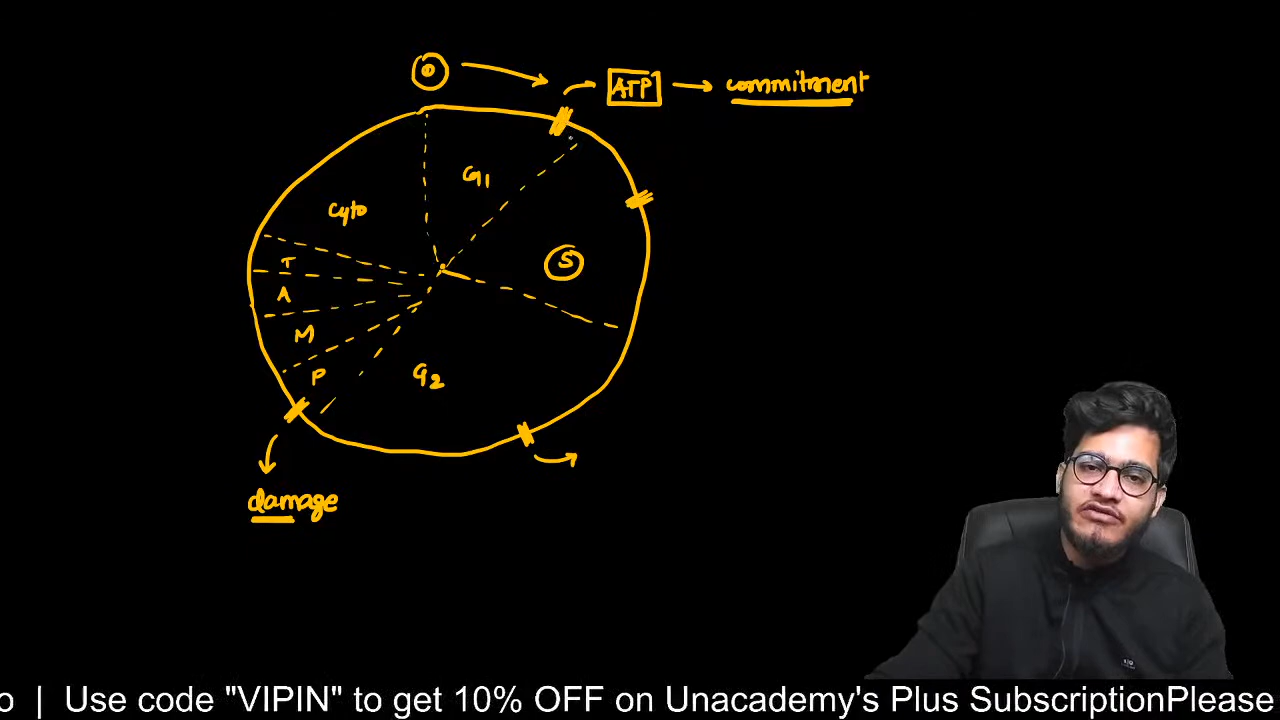 0
ATP
commitment
G1
Cyto
S
T
A
M
P
G2
damage
o | Use code "VIPIN" to get 10% OFF on Unacademy's Plus SubscriptionPlease